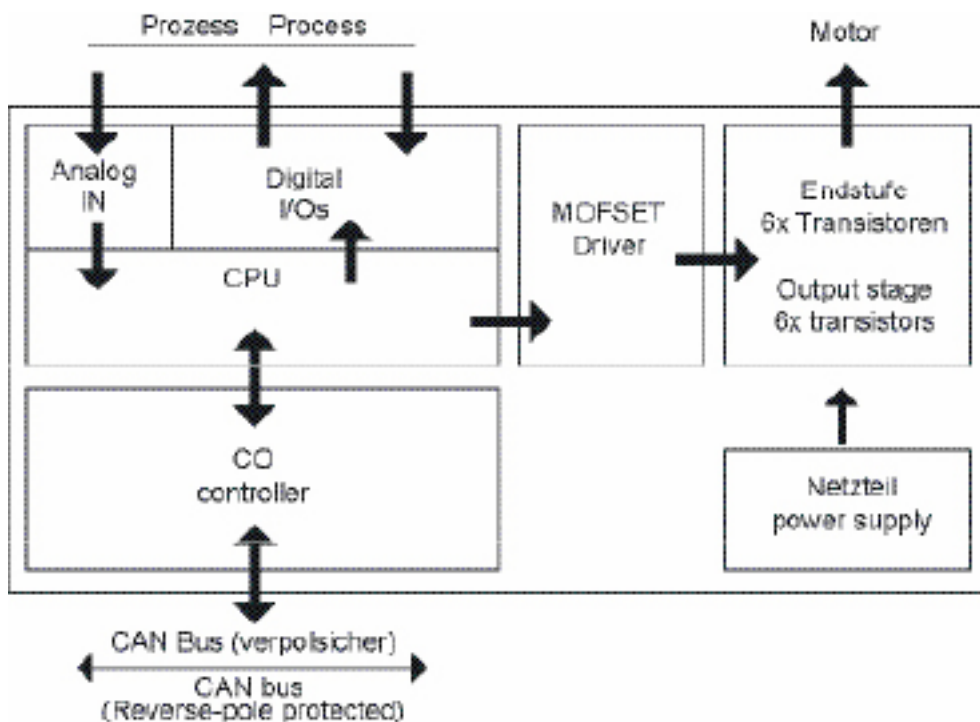 Prozess Process
Motor
Analog
IN
Digital
I/Os
CPU
MOFSET
Driver
Endstufe
6x Transistoren
Output stage
6x transistors
CO
controller
Netzteil
power supply
CAN Bus (verpolsicher)
CAN bus
(Reverse-pole protected)